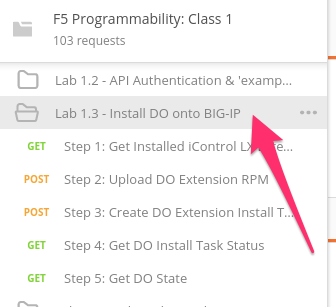 F5 Programmability: Class 1
103 requests
Lab 1.2 - API Authentication & 'examp...
Lab 1.3 - Install DO onto BIG-IP
GET Step 1: Get Installed iControl LX
POST Step 2: Upload DO Extension RPM
POST Step 3: Create DO Extension Install T...
GET Step 4: Get DO Install Task Status
GET Step 5: Get DO State